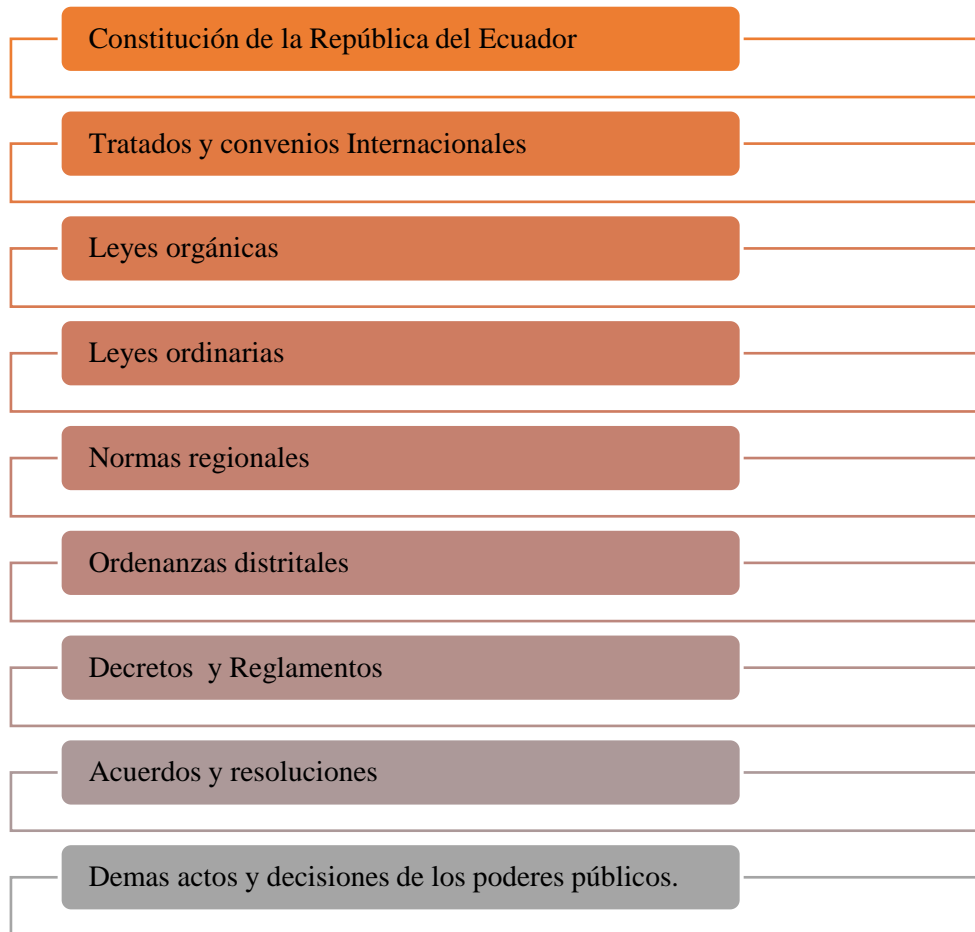 Constitución de la República del Ecuador
Tratados y convenios Internacionales
Leyes orgánicas
Leyes ordinarias
Normas regionales
Ordenanzas distritales
Decretos  y Reglamentos
Acuerdos y resoluciones
Demas actos y decisiones de los poderes públicos.